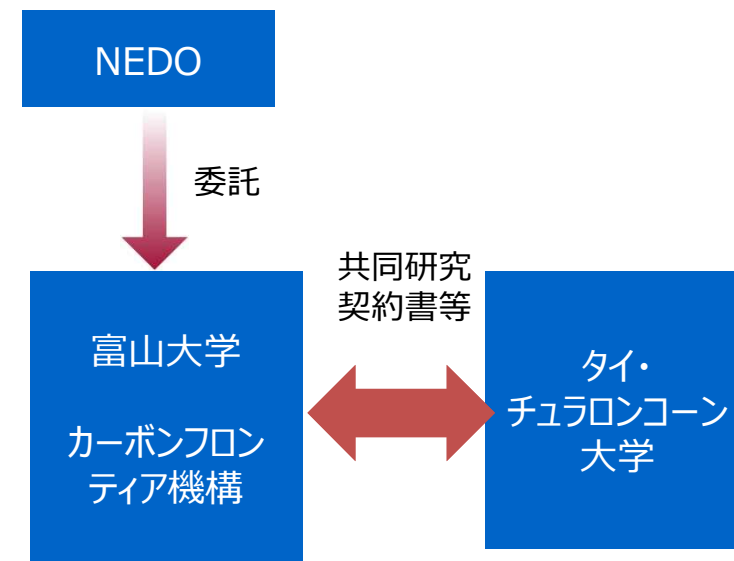 NEDO
委託
共同研究
契約書等
富山大学
カーボンフロン
ティア機構
タイ・
チュラロンコーン
大学